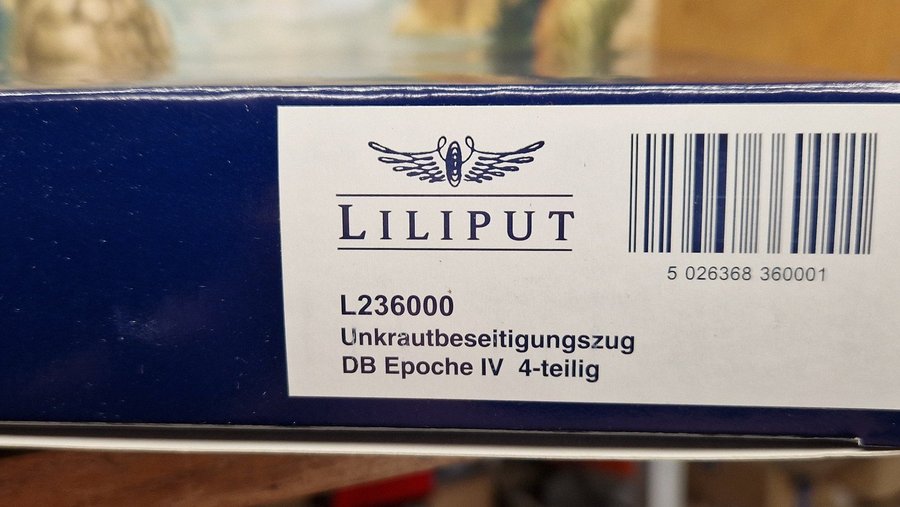 LILIPUT
5 026368 360001
L236000
Unkrautbeseitigungszug
DB Epoche IV 4-teilig